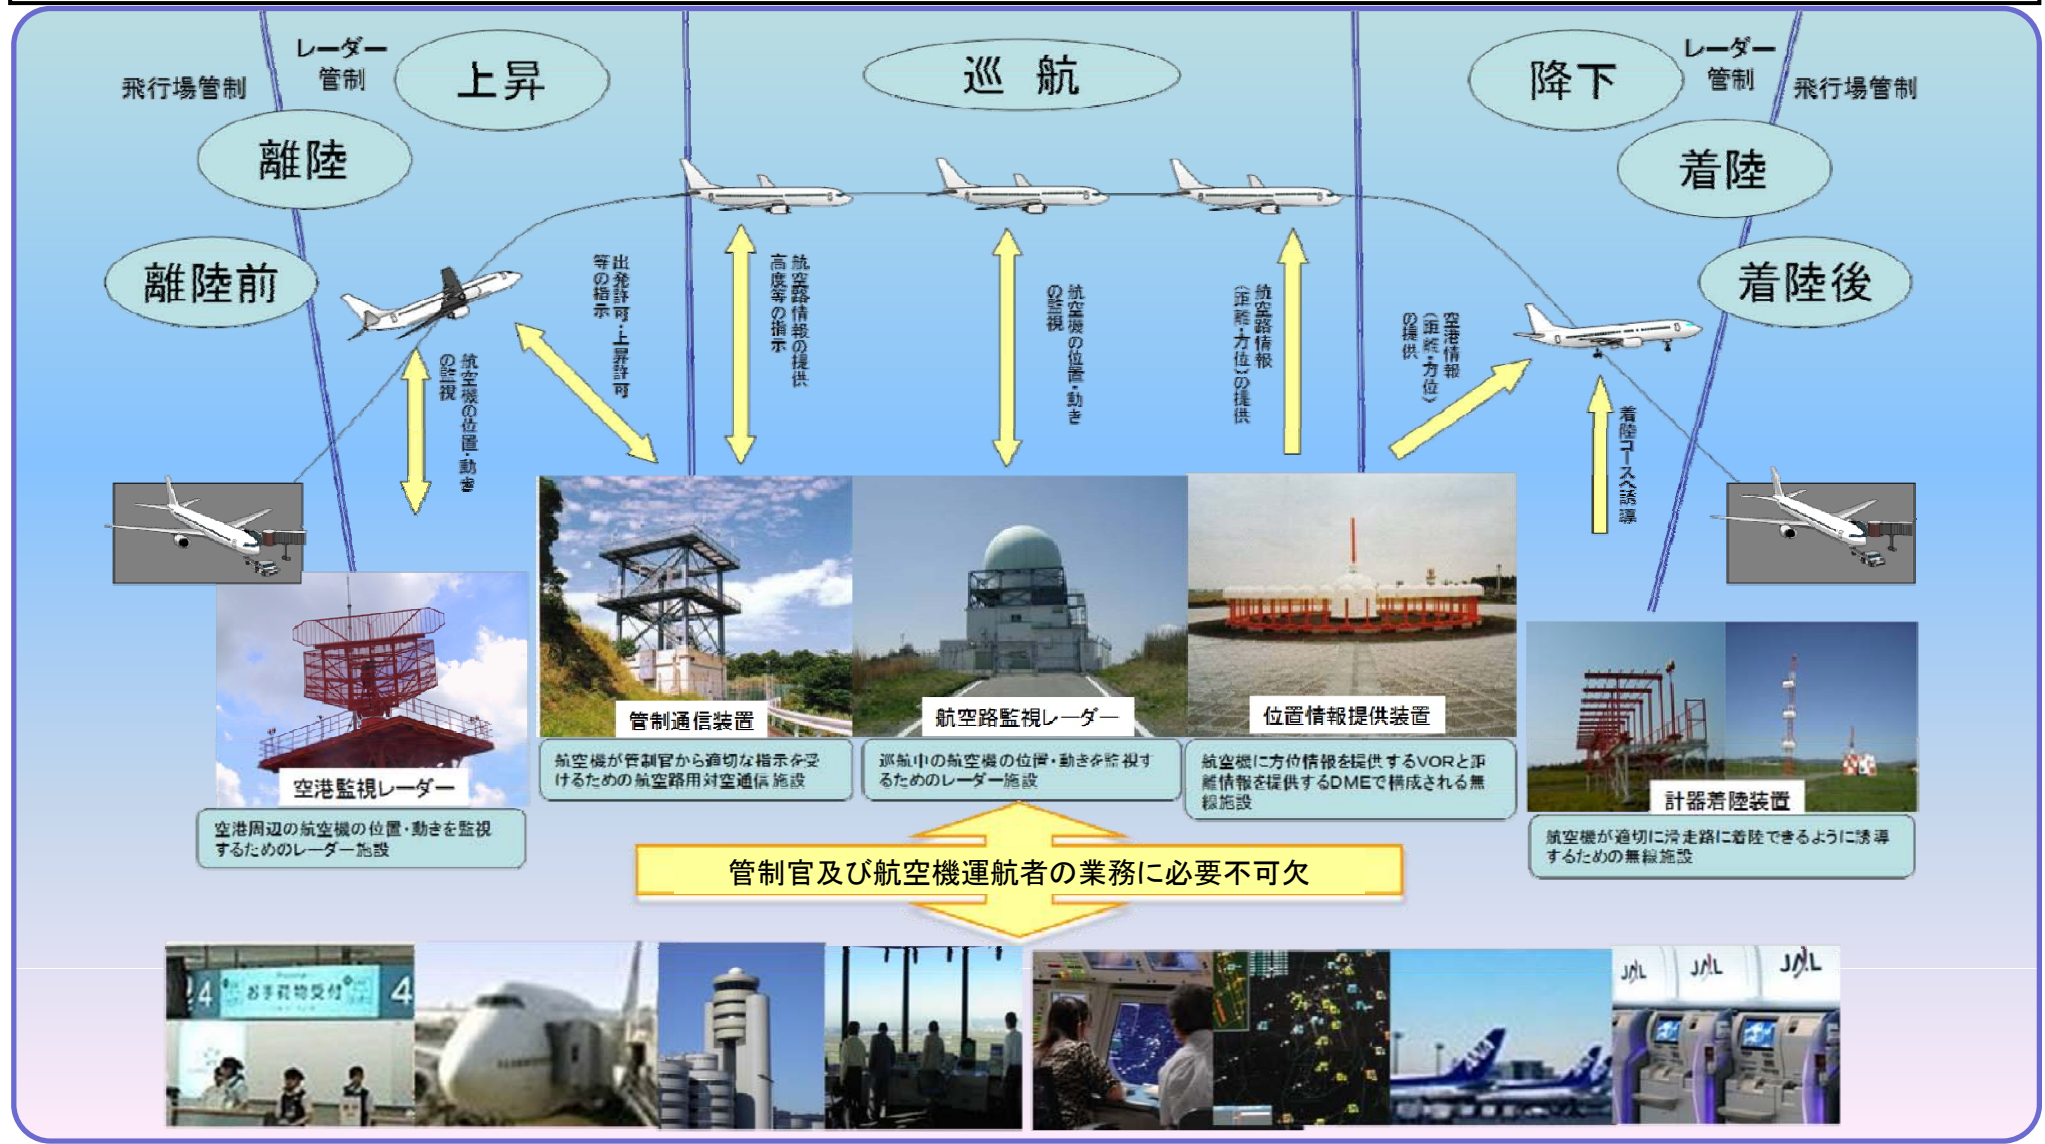 飛行場管制
レーダー
管制
上昇
巡 航
降下
レーダー
管制
飛行場管制
離陸
着陸
離陸前
着陸後
航空機の位置・動き
の監視
出発許可・上昇許可
等の指示
航空路情報の提供
高度等の指示
航空機の位置・動き
の監視
航空路情報
(距離・方位)の提供
空港情報
(距離・方位)
の提供
着陸コースへ誘導
空港監視レーダー
空港周辺の航空機の位置・動きを監視
するためのレーダー施設
管制通信装置
航空機が管制官から適切な指示を受
けるための航空路用対空通信施設
航空路監視レーダー
巡航中の航空機の位置・動きを監視す
るためのレーダー施設
位置情報提供装置
航空機に方位情報を提供するVORと距
離情報を提供するDMEで構成される無
線施設
計器着陸装置
航空機が適切に滑走路に着陸できるように誘導
するための無線施設
管制官及び航空機運航者の業務に必要不可欠
24
お手荷物受付
4
ANA
JAL
JAL
JAL